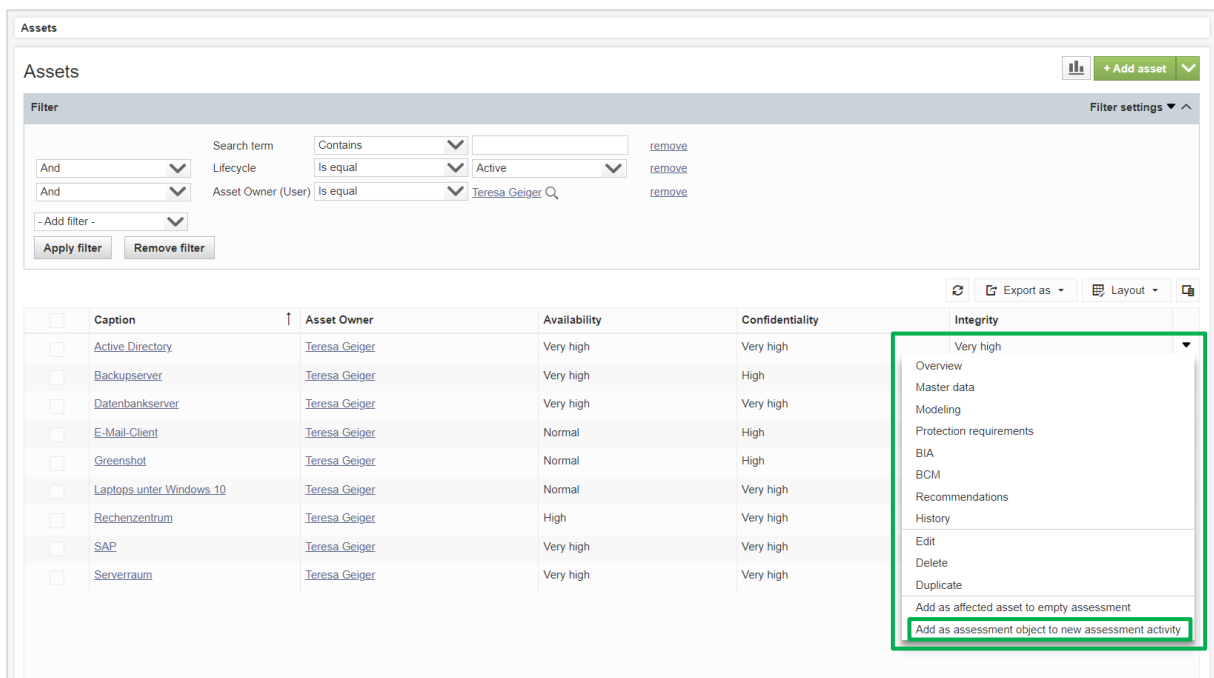 Assets
Assets
+ Add asset
Filter
Filter settings
Search term Contains remove
And Lifecycle Is equal Active remove
And Asset Owner (User) Is equal Teresa Geiger remove
- Add filter -
Apply filter Remove filter
Export as Layout
Caption Asset Owner Availability Confidentiality Integrity
Active Directory Teresa Geiger Very high Very high Very high
Backupserver Teresa Geiger Very high High
Datenbankserver Teresa Geiger Very high Very high
E-Mail-Client Teresa Geiger Normal High
Greenshot Teresa Geiger Normal High
Laptops unter Windows 10 Teresa Geiger Normal Very high
Rechenzentrum Teresa Geiger High Very high
SAP Teresa Geiger Very high Very high
Serverraum Teresa Geiger Very high Very high
Overview
Master data
Modeling
Protection requirements
BIA
BCM
Recommendations
History
Edit
Delete
Duplicate
Add as affected asset to empty assessment
Add as assessment object to new assessment activity